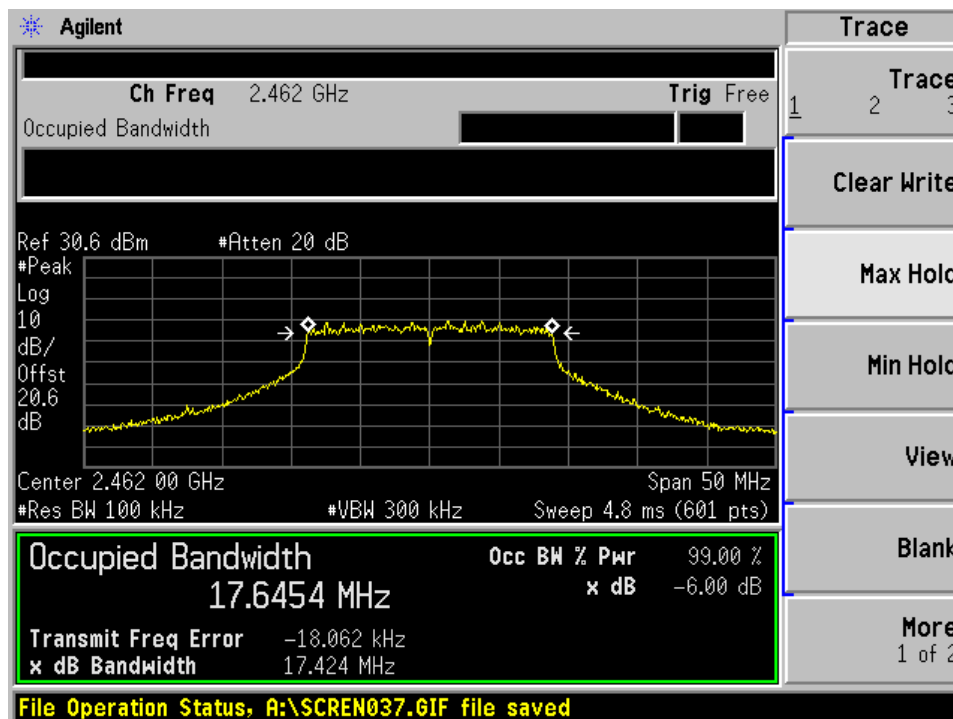 Agilent
Trace
Ch Freq 2.462 GHz
Trig Free
Occupied Bandwidth
Ref 30.6 dBm
#Atten 20 dB
#Peak
Log
10
dB/
Offst
20.6
dB
Center 2.462 00 GHz
Span 50 MHz
#Res BW 100 kHz
#VBW 300 kHz
Sweep 4.8 ms (601 pts)
Occupied Bandwidth
17.6454 MHz
Occ BW % Pwr 99.00 %
x dB -6.00 dB
Transmit Freq Error -18.062 kHz
x dB Bandwidth 17.424 MHz
File Operation Status, A:\SCREN037.GIF file saved
Trace
1 2 3
Clear Write
Max Hold
Min Hold
View
Blank
More
1 of 2